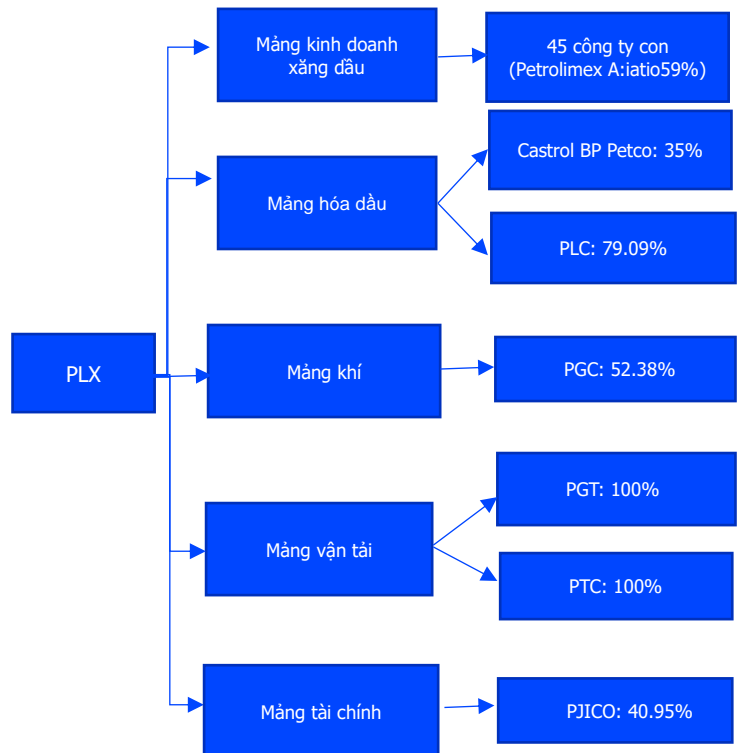 PLX
Mảng kinh doanh
xăng dầu
45 công ty con
(Petrolimex A:iatio59%)
Mảng hóa dầu
Castrol BP Petco: 35%
PLC: 79.09%
Mảng khí
PGC: 52.38%
Mảng vận tải
PGT: 100%
PTC: 100%
Mảng tài chính
PJICO: 40.95%